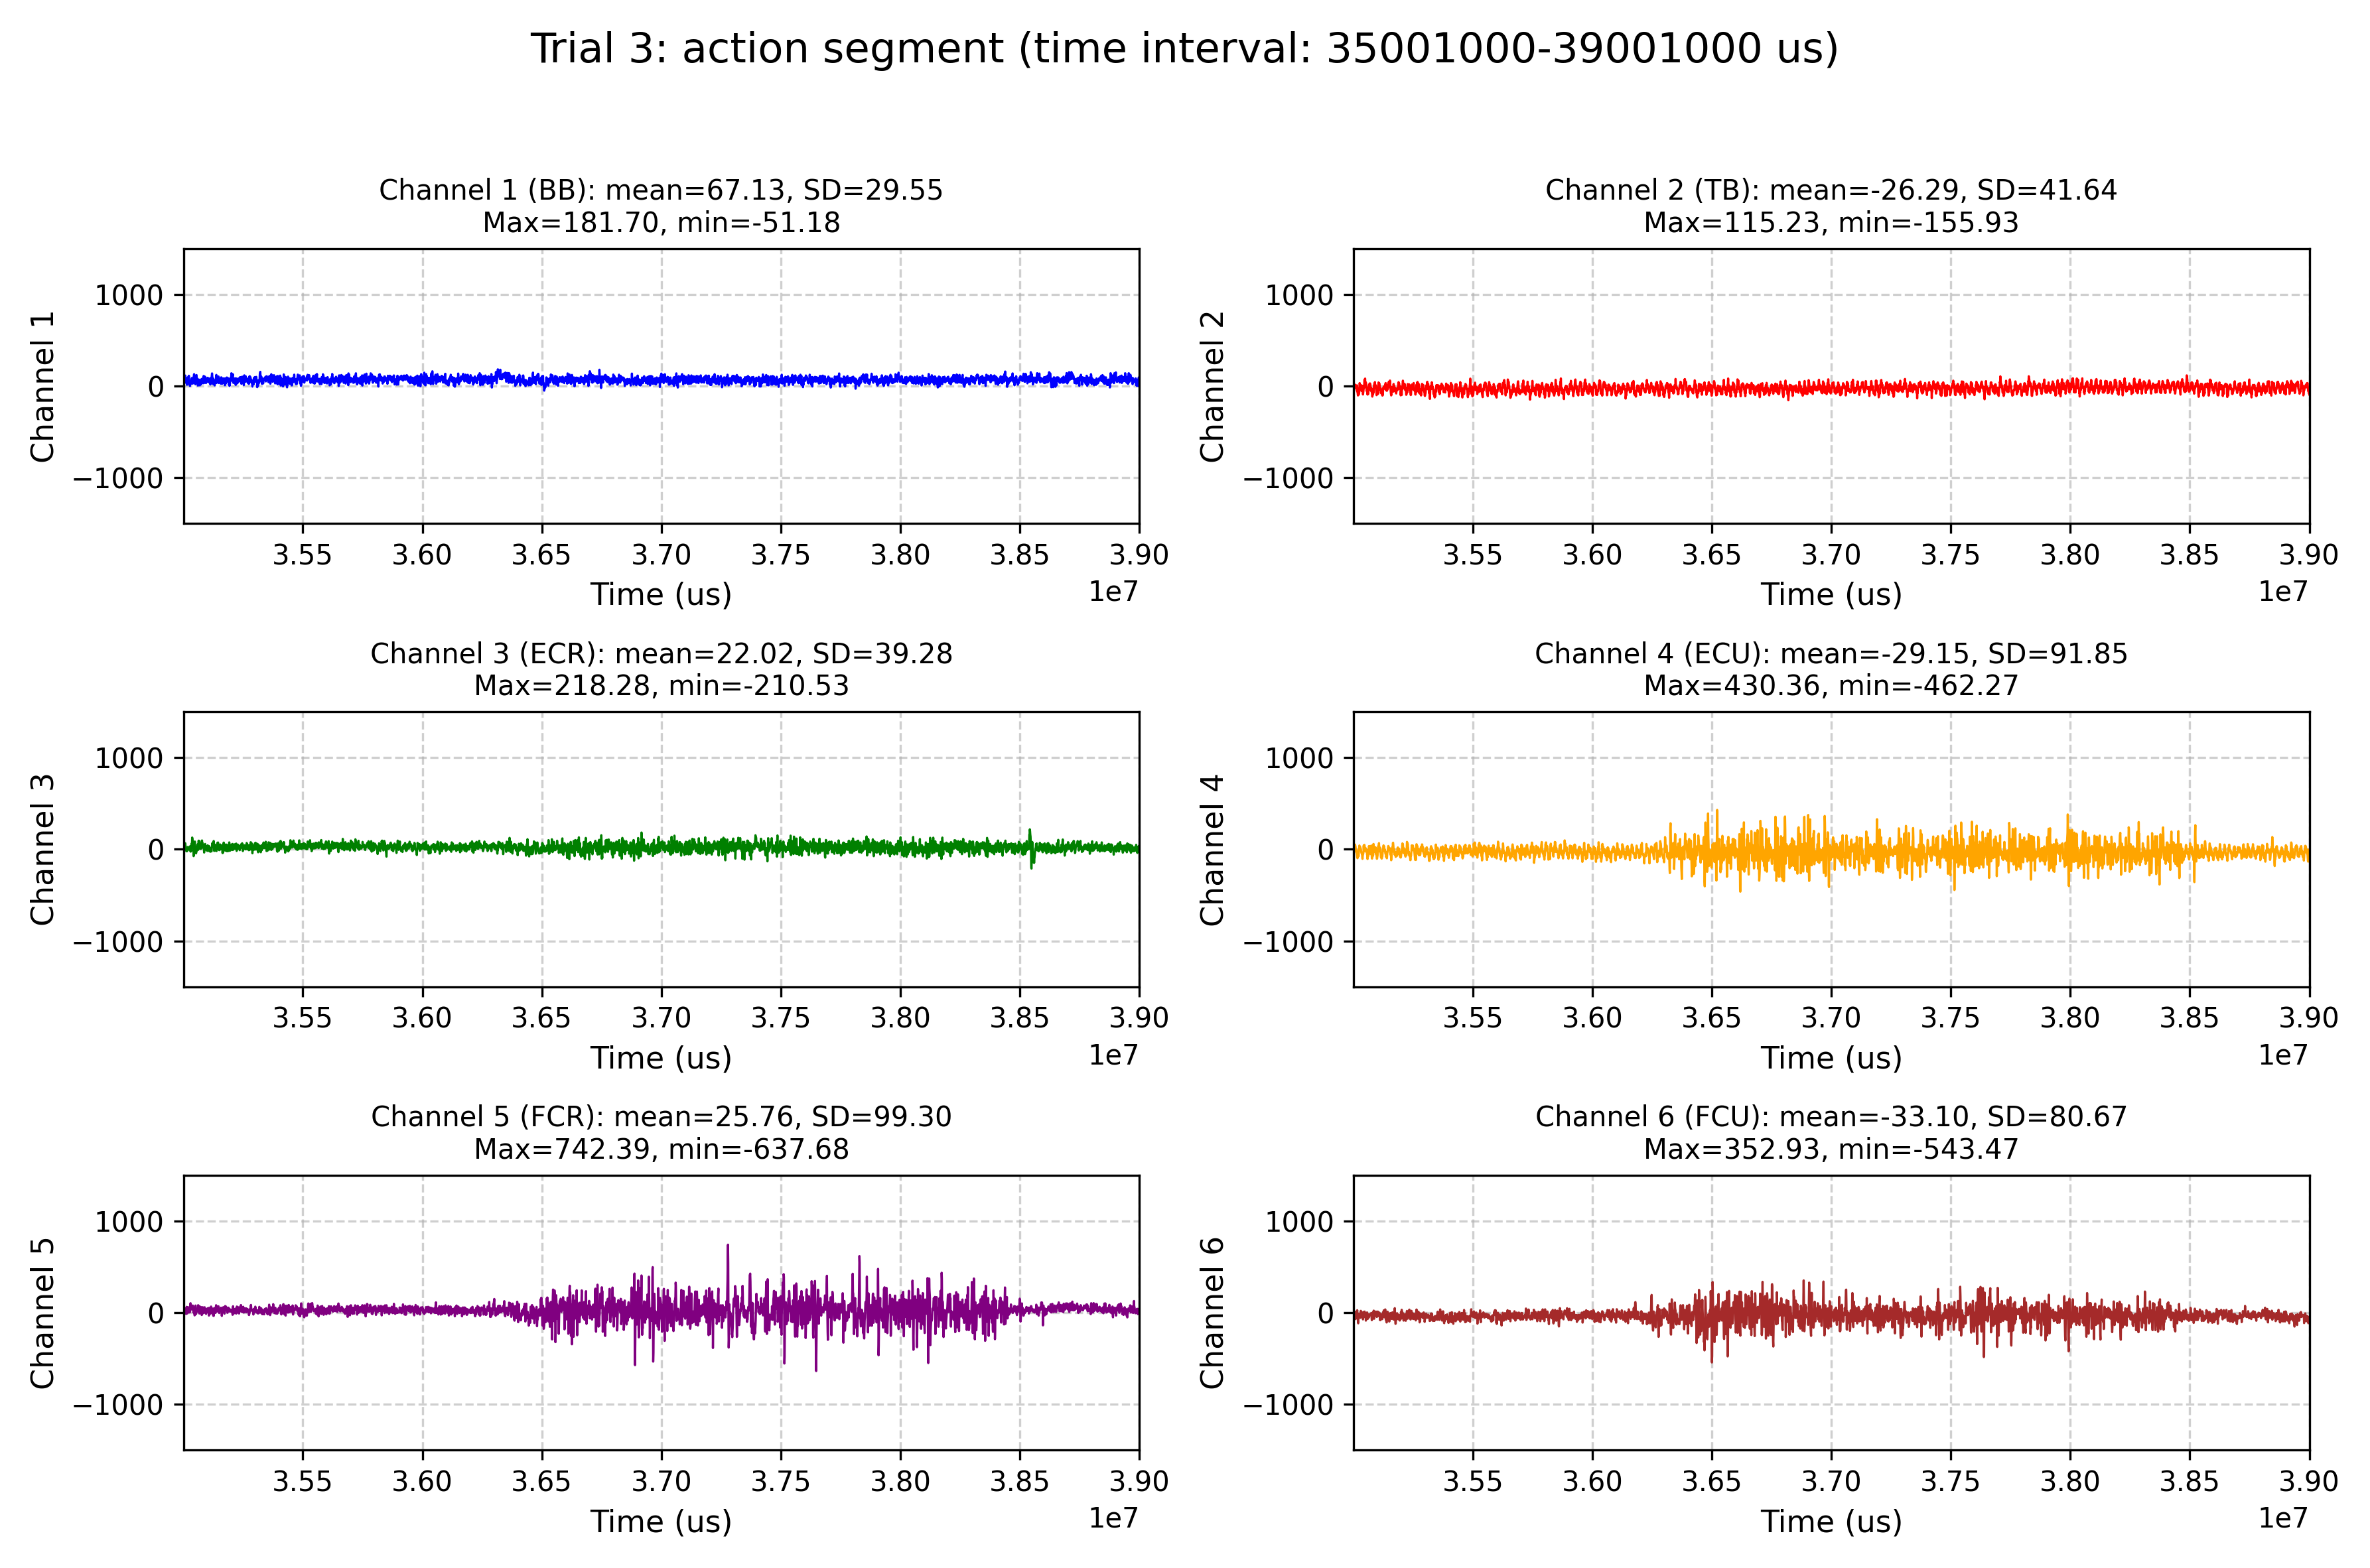 Trial 3: action segment (time interval: 35001000-39001000 us)
Channel 1 (BB): mean=67.13, SD=29.55
Max=181.70, min=-51.18
1000
0
−1000
Channel 1
3.55 3.60 3.65 3.70 3.75 3.80 3.85 3.90
Time (us)
1e7
Channel 2 (TB): mean=-26.29, SD=41.64
Max=115.23, min=-155.93
1000
0
−1000
Channel 2
3.55 3.60 3.65 3.70 3.75 3.80 3.85 3.90
Time (us)
1e7
Channel 3 (ECR): mean=22.02, SD=39.28
Max=218.28, min=-210.53
1000
0
−1000
Channel 3
3.55 3.60 3.65 3.70 3.75 3.80 3.85 3.90
Time (us)
1e7
Channel 4 (ECU): mean=-29.15, SD=91.85
Max=430.36, min=-462.27
1000
0
−1000
Channel 4
3.55 3.60 3.65 3.70 3.75 3.80 3.85 3.90
Time (us)
1e7
Channel 5 (FCR): mean=25.76, SD=99.30
Max=742.39, min=-637.68
1000
0
−1000
Channel 5
3.55 3.60 3.65 3.70 3.75 3.80 3.85 3.90
Time (us)
1e7
Channel 6 (FCU): mean=-33.10, SD=80.67
Max=352.93, min=-543.47
1000
0
−1000
Channel 6
3.55 3.60 3.65 3.70 3.75 3.80 3.85 3.90
Time (us)
1e7